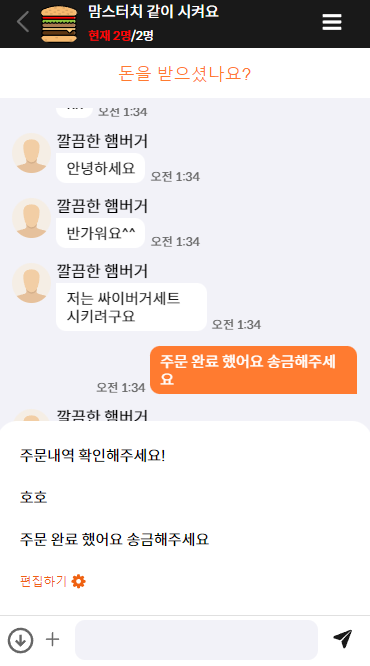 맘스터치 같이 시켜요
현재 2명/2명
돈을 받으셨나요?
오전 1:34
깔끔한 햄버거
안녕하세요
오전 1:34
깔끔한 햄버거
반가워요^^
오전 1:34
깔끔한 햄버거
저는 싸이버거세트
시키려구요
오전 1:34
주문 완료 했어요 송금해주세
요
오전 1:34
깔끔한 햄버거
주문내역 확인해주세요!
호호
주문 완료 했어요 송금해주세요
편집하기